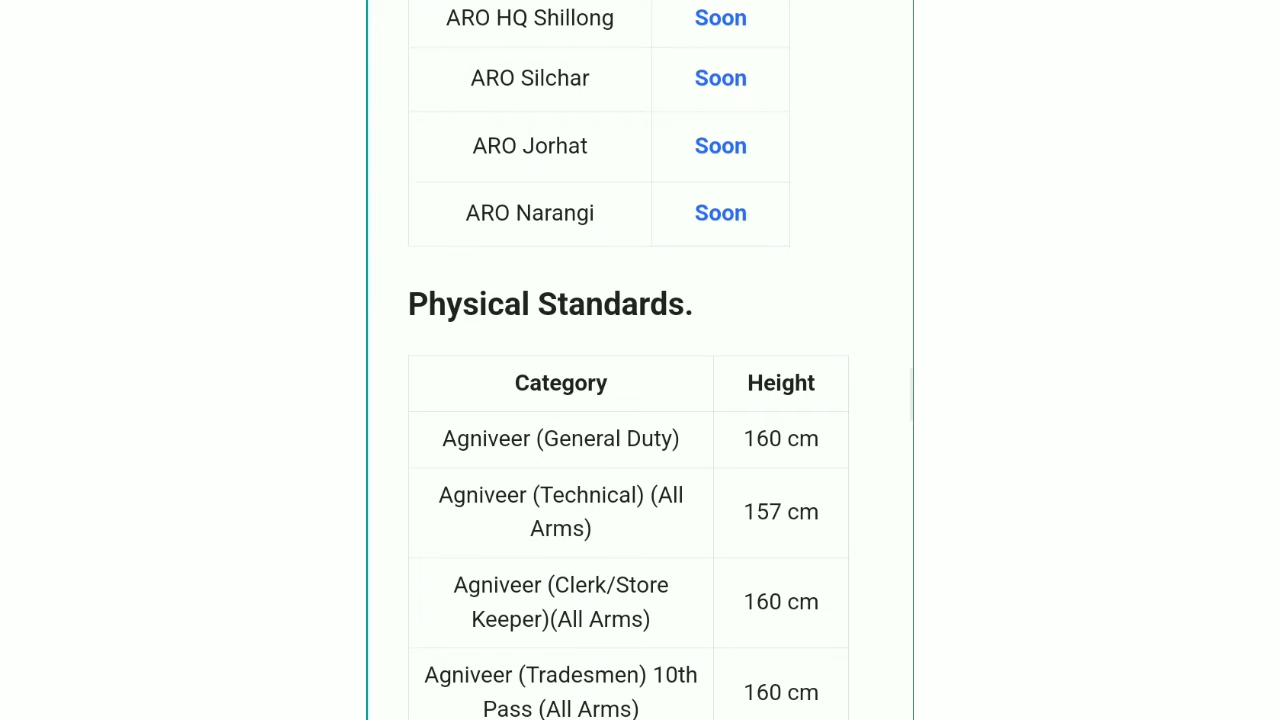 ARO HQ Shillong Soon
ARO Silchar Soon
ARO Jorhat Soon
ARO Narangi Soon
Physical Standards.
Category Height
Agniveer (General Duty) 160 cm
Agniveer (Technical) (All
Arms) 157 cm
Agniveer (Clerk/Store
Keeper)(All Arms) 160 cm
Agniveer (Tradesmen) 10th
Pass (All Arms) 160 cm